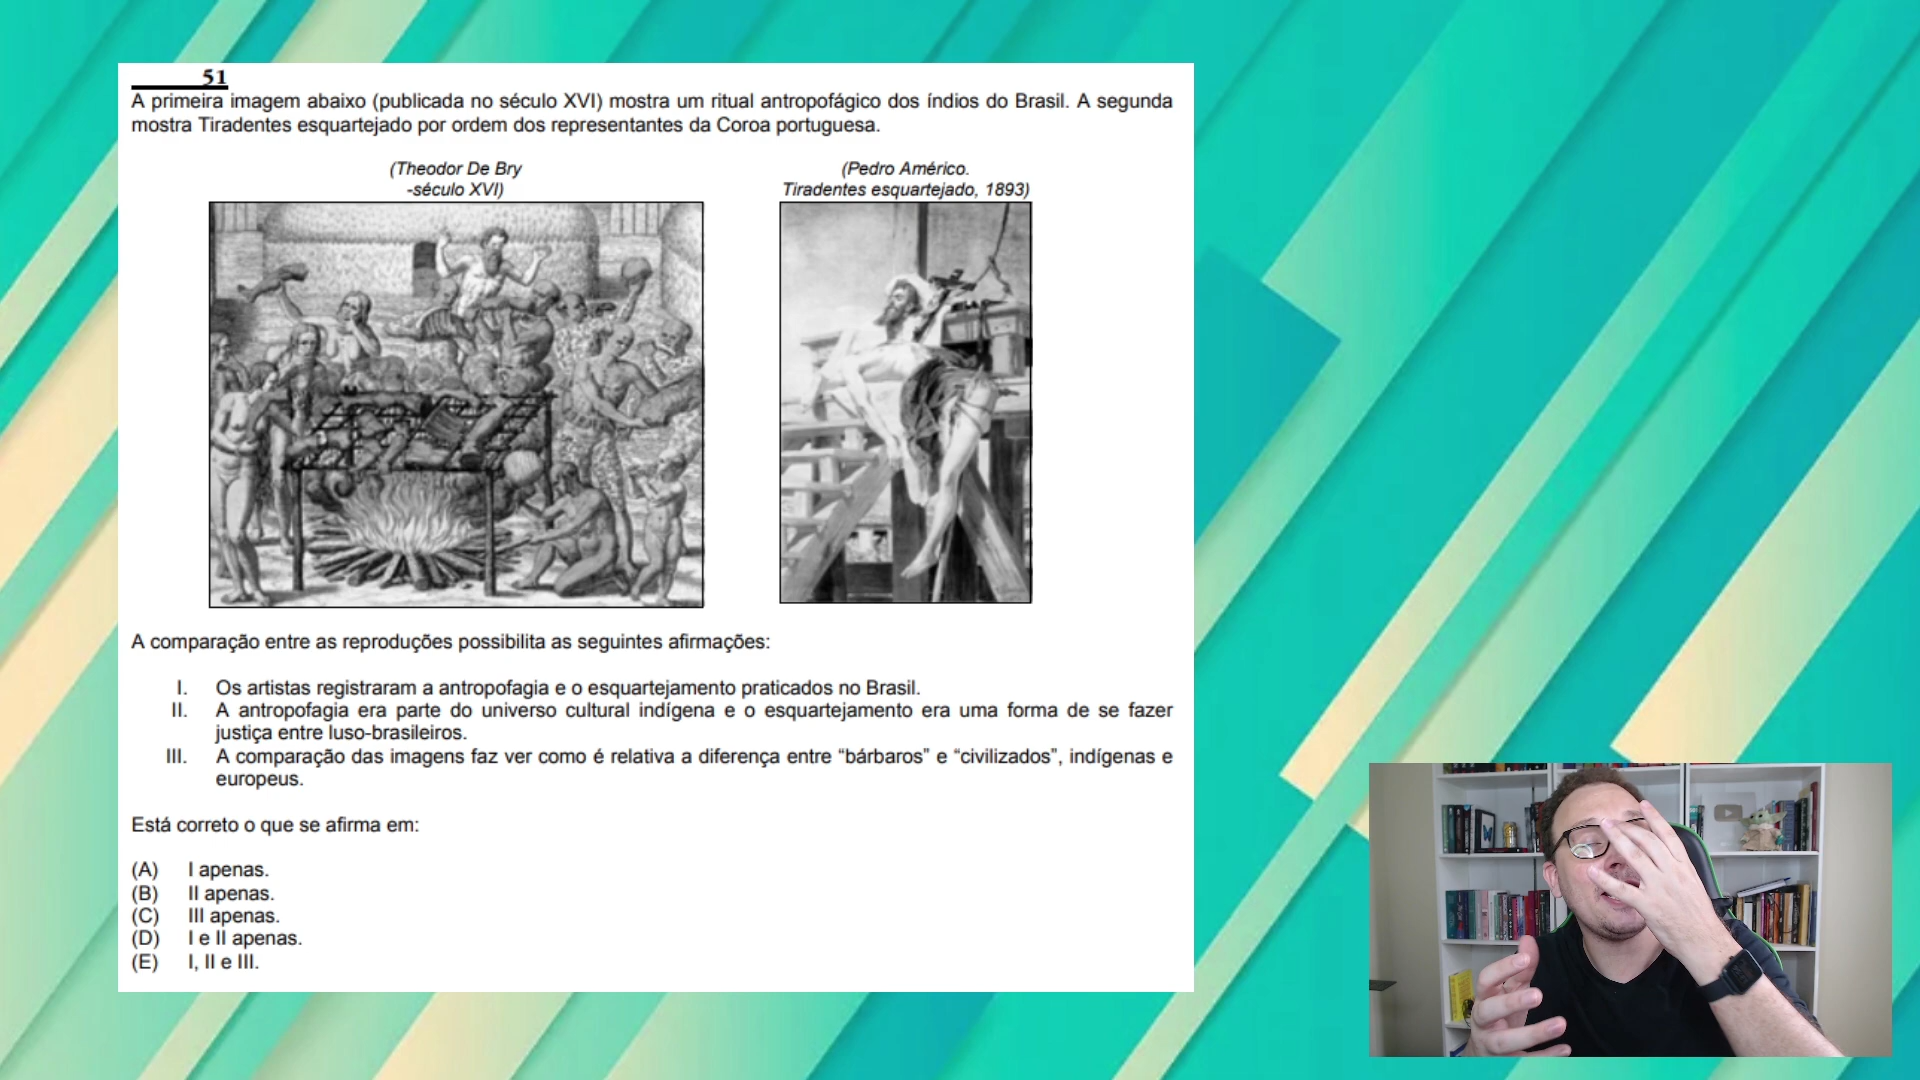 51
A primeira imagem abaixo (publicada no século XVI) mostra um ritual antropofágico dos índios do Brasil. A segunda
mostra Tiradentes esquartejado por ordem dos representantes da Coroa portuguesa.
(Theodor De Bry
-século XVI)
(Pedro Américo.
Tiradentes esquartejado, 1893)
A comparação entre as reproduções possibilita as seguintes afirmações:
I. Os artistas registraram a antropofagia e o esquartejamento praticados no Brasil.
II. A antropofagia era parte do universo cultural indígena e o esquartejamento era uma forma de se fazer
justiça entre luso-brasileiros.
III. A comparação das imagens faz ver como é relativa a diferença entre “bárbaros” e “civilizados”, indígenas e
europeus.
Está correto o que se afirma em:
(A) I apenas.
(B) II apenas.
(C) III apenas.
(D) I e II apenas.
(E) I, II e III.